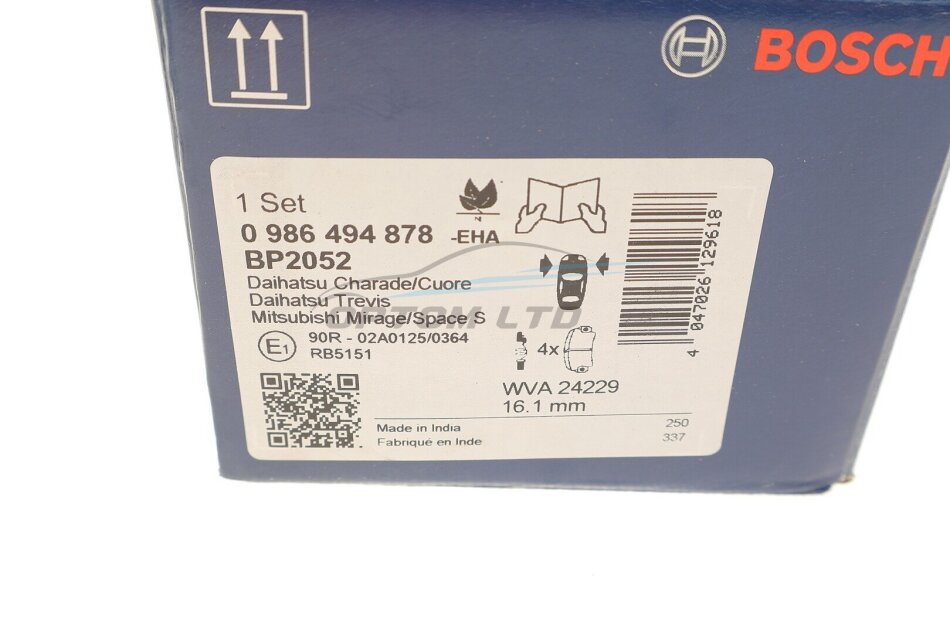 BOSCH
1 Set
0 986 494 878 -EHA
BP2052
Daihatsu Charade/Cuore
Daihatsu Trevis
Mitsubishi Mirage/Space S
OPTOM LTD
E1
90R - 02A0125/0364
RB5151
4x
WVA 24229
16.1 mm
Made in India
Fabriqué en Inde
250
337
4 047026 129618
N